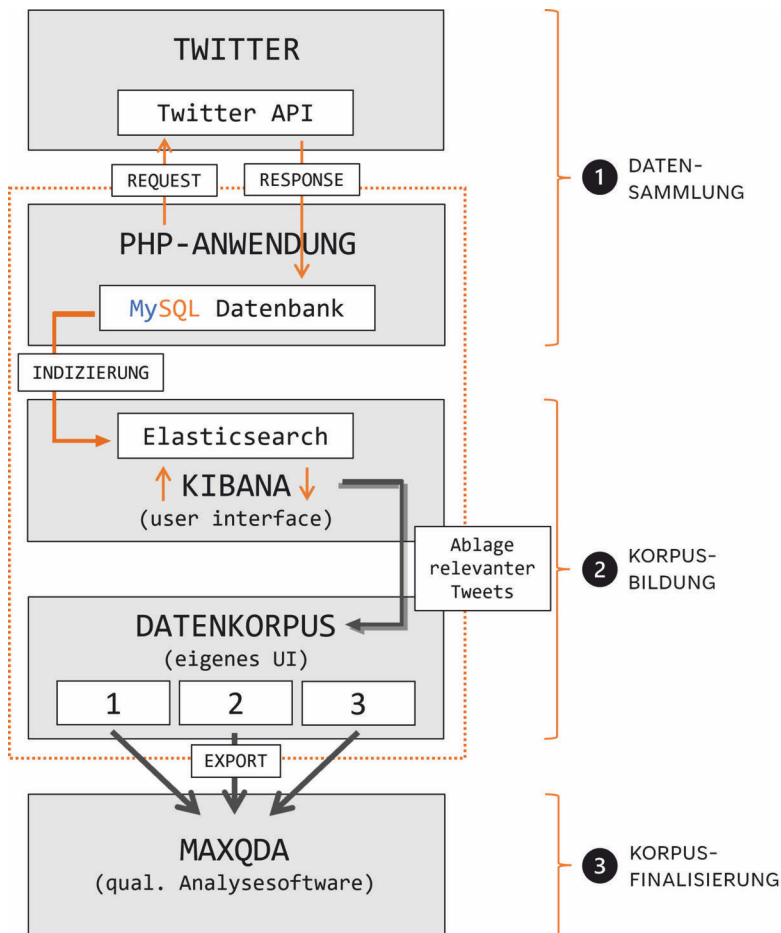 TWITTER
Twitter API
REQUEST
RESPONSE
1 DATEN-
SAMMLUNG
PHP-ANWENDUNG
MySQL Datenbank
INDIZIERUNG
Elasticsearch
KIBANA
(user interface)
Ablage
relevanter
Tweets
2 KORPUS-
BILDUNG
DATENKORPUS
(eigenes UI)
1 2 3
EXPORT
MAXQDA
(qual. Analysesoftware)
3 KORPUS-
FINALISIERUNG